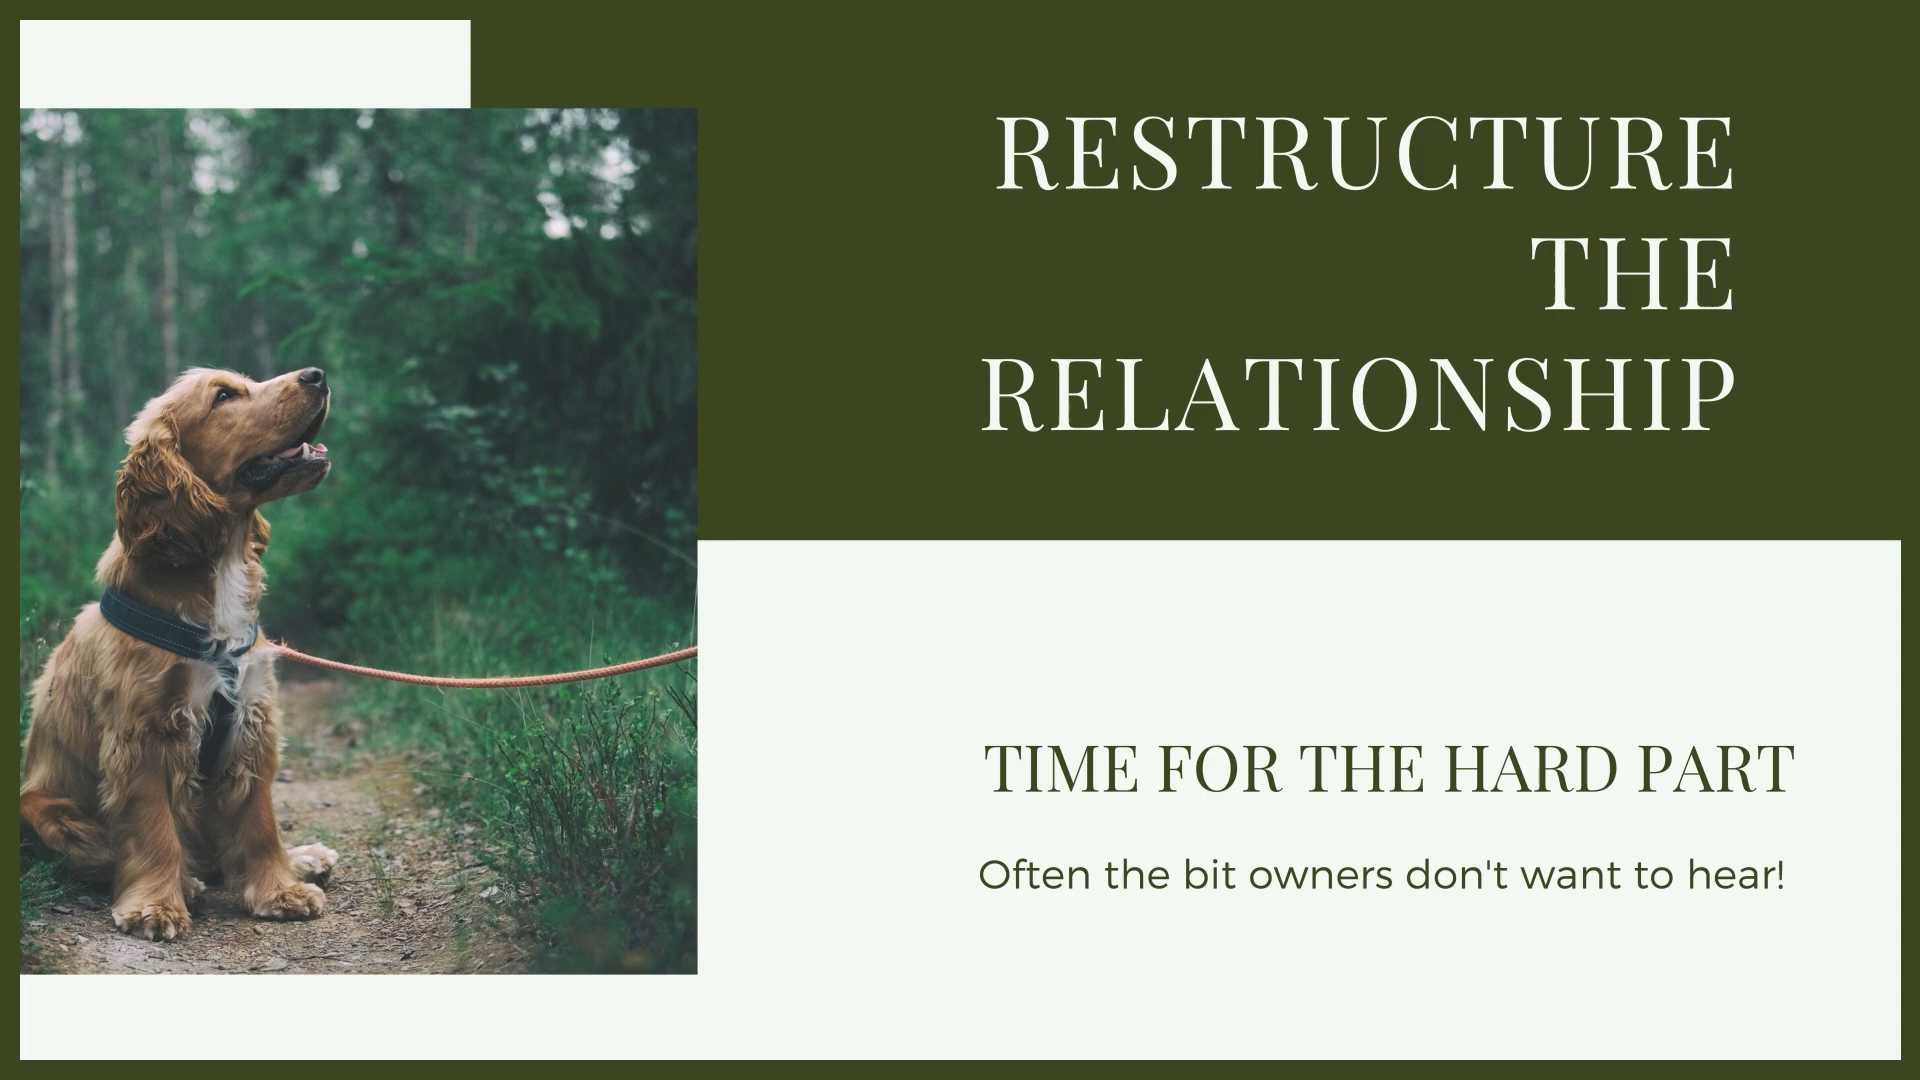 RESTRUCTURE
THE
RELATIONSHIP
TIME FOR THE HARD PART
Often the bit owners don't want to hear!